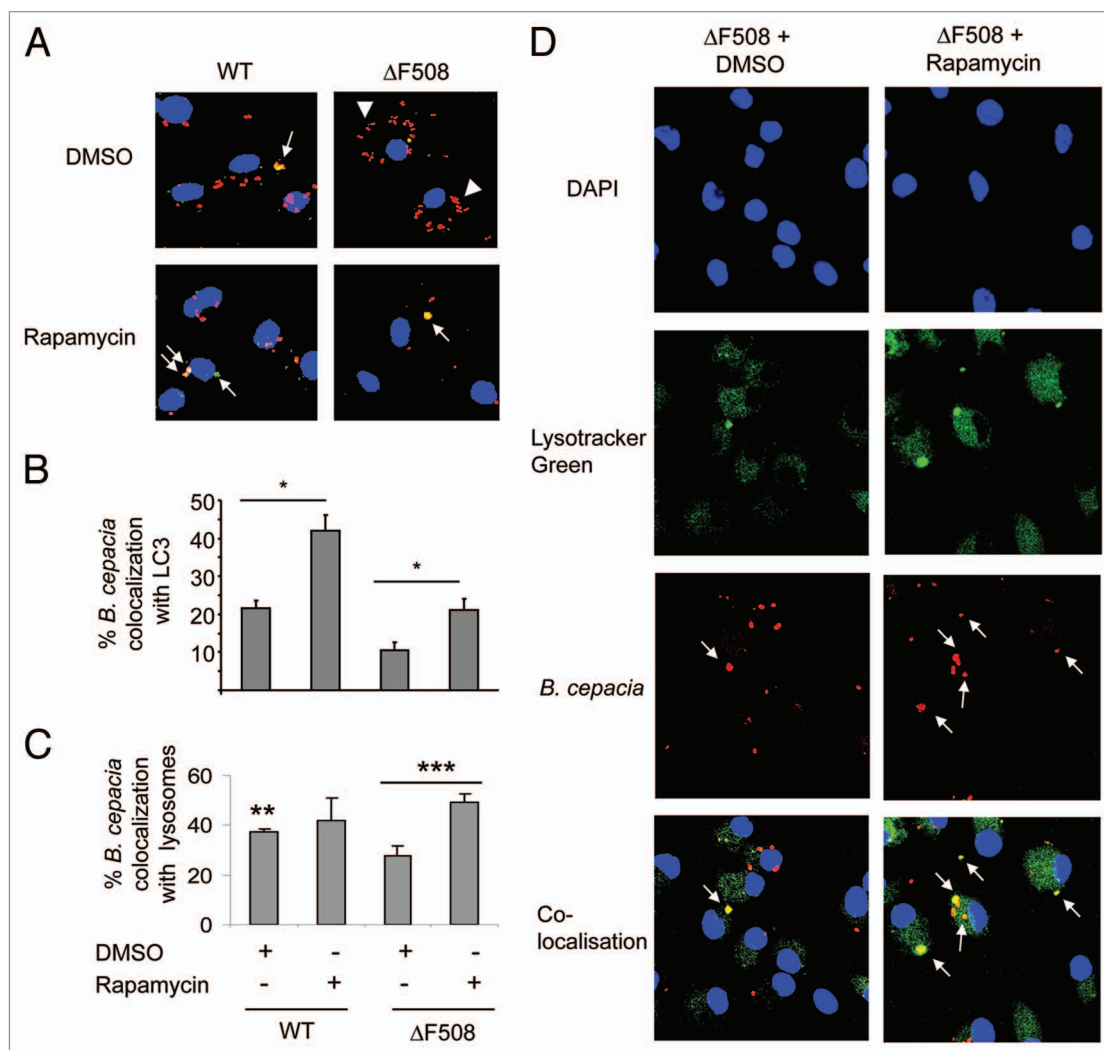 A
WT
ΔF508
DMSO
Rapamycin
B
% B. cepacia
colocalization
with LC3
50
40
30
20
10
*
*
C
% B. cepacia
colocalization
with lysosomes
60
40
20
0
**
***
DMSO + - + -
Rapamycin - + - +
WT
ΔF508
D
ΔF508 +
DMSO
ΔF508 +
Rapamycin
DAPI
Lysotracker
Green
B. cepacia
Co-
localisation